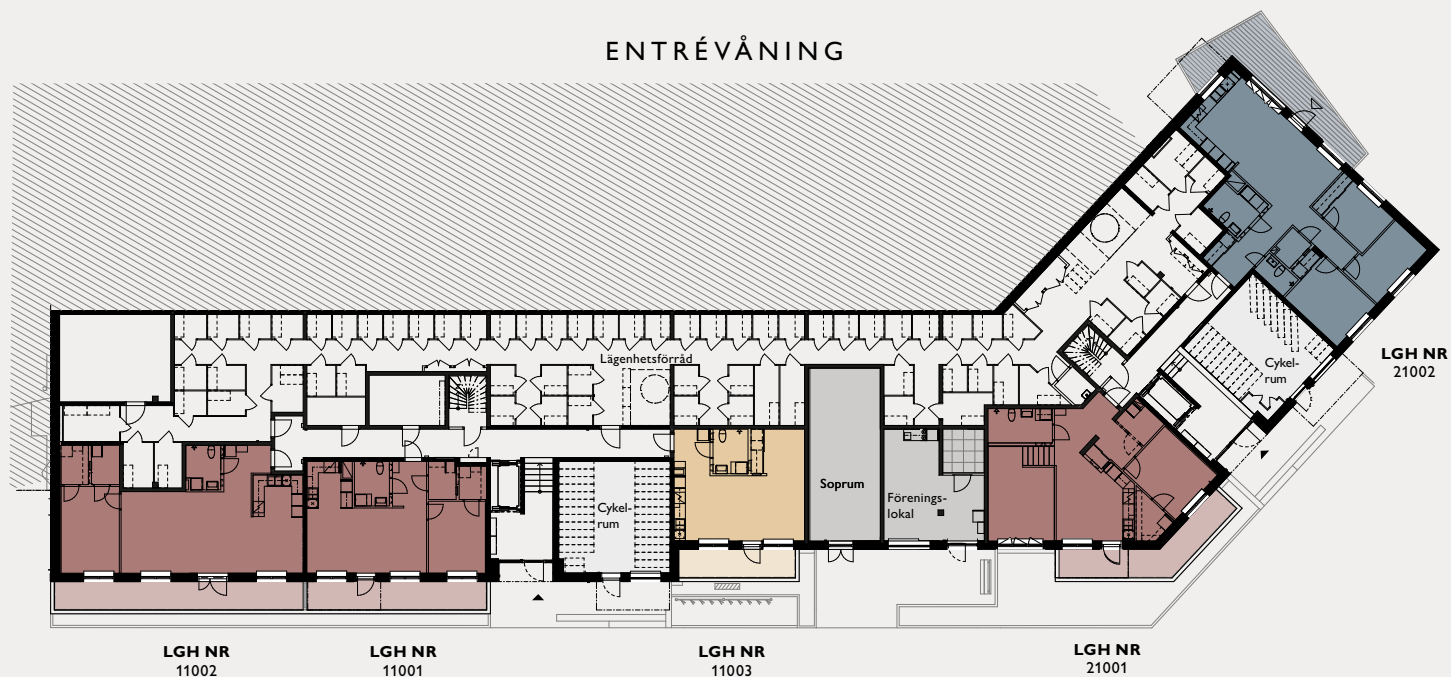 ENTRÉVÅNING
Lägenhetsförråd
Cykel-
rum
LGH NR
21002
Soprum
Förenings-
lokal
Cykel-
rum
LGH NR
11002
LGH NR
11001
LGH NR
11003
LGH NR
21001